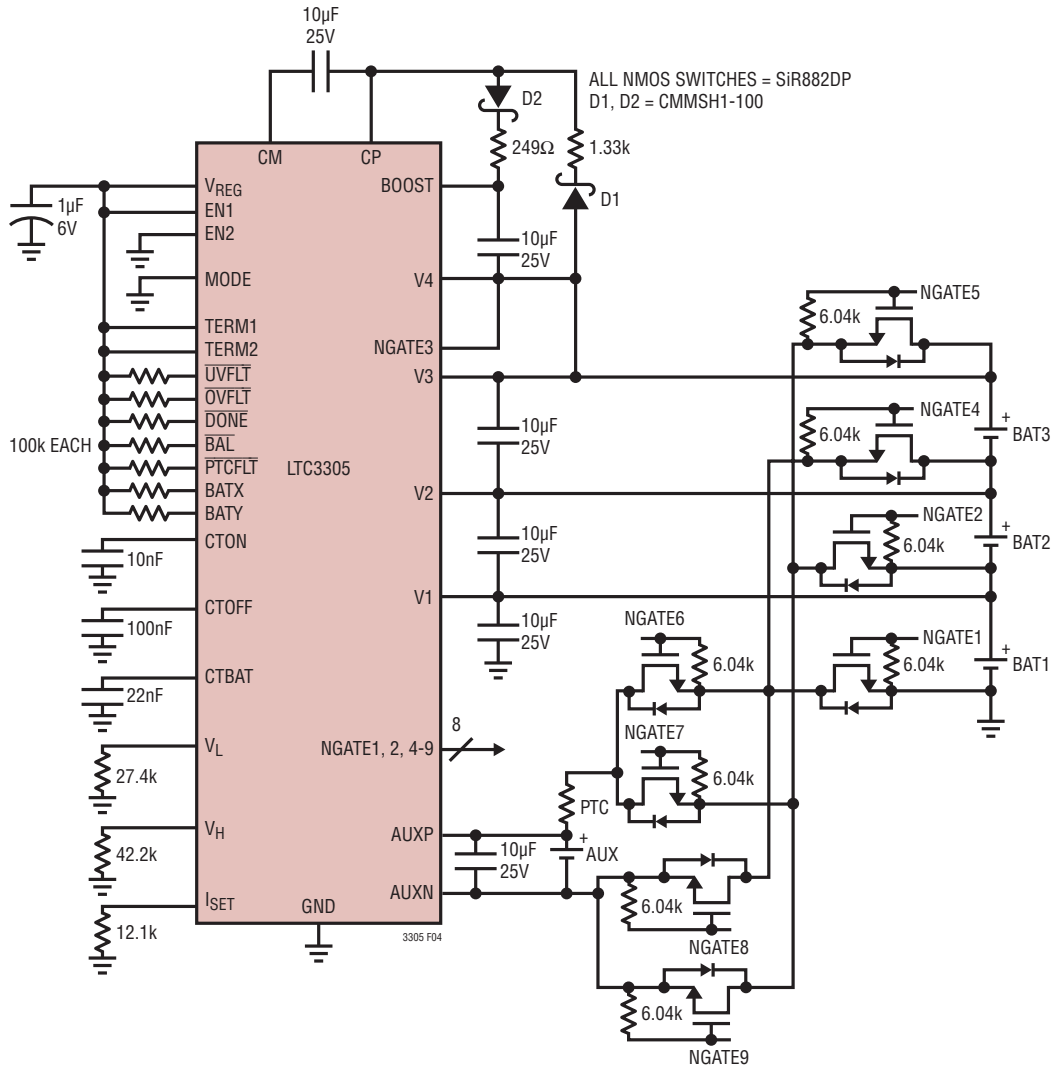 10µF
25V
ALL NMOS SWITCHES = SiR882DP
D1, D2 = CMMSH1-100
D2
249Ω
1.33k
D1
CM
CP
1µF
6V
VREG
EN1
EN2
MODE
TERM1
TERM2
UVFLT
OVFLT
DONE
BAL
PTCFLT
BATX
BATY
100k EACH
LTC3305
CTON
10nF
CTOFF
100nF
CTBAT
22nF
VL
27.4k
VH
42.2k
ISET
12.1k
GND
BOOST
10µF
25V
V4
NGATE3
V3
10µF
25V
V2
10µF
25V
V1
10µF
25V
NGATE1, 2, 4-9
8
AUXP
10µF
25V
AUXN
3305 F04
PTC
+
AUX
NGATE5
6.04k
NGATE4
6.04k
+
BAT3
NGATE2
6.04k
+
BAT2
NGATE6
6.04k
NGATE1
6.04k
+
BAT1
NGATE7
6.04k
6.04k
NGATE8
6.04k
NGATE9